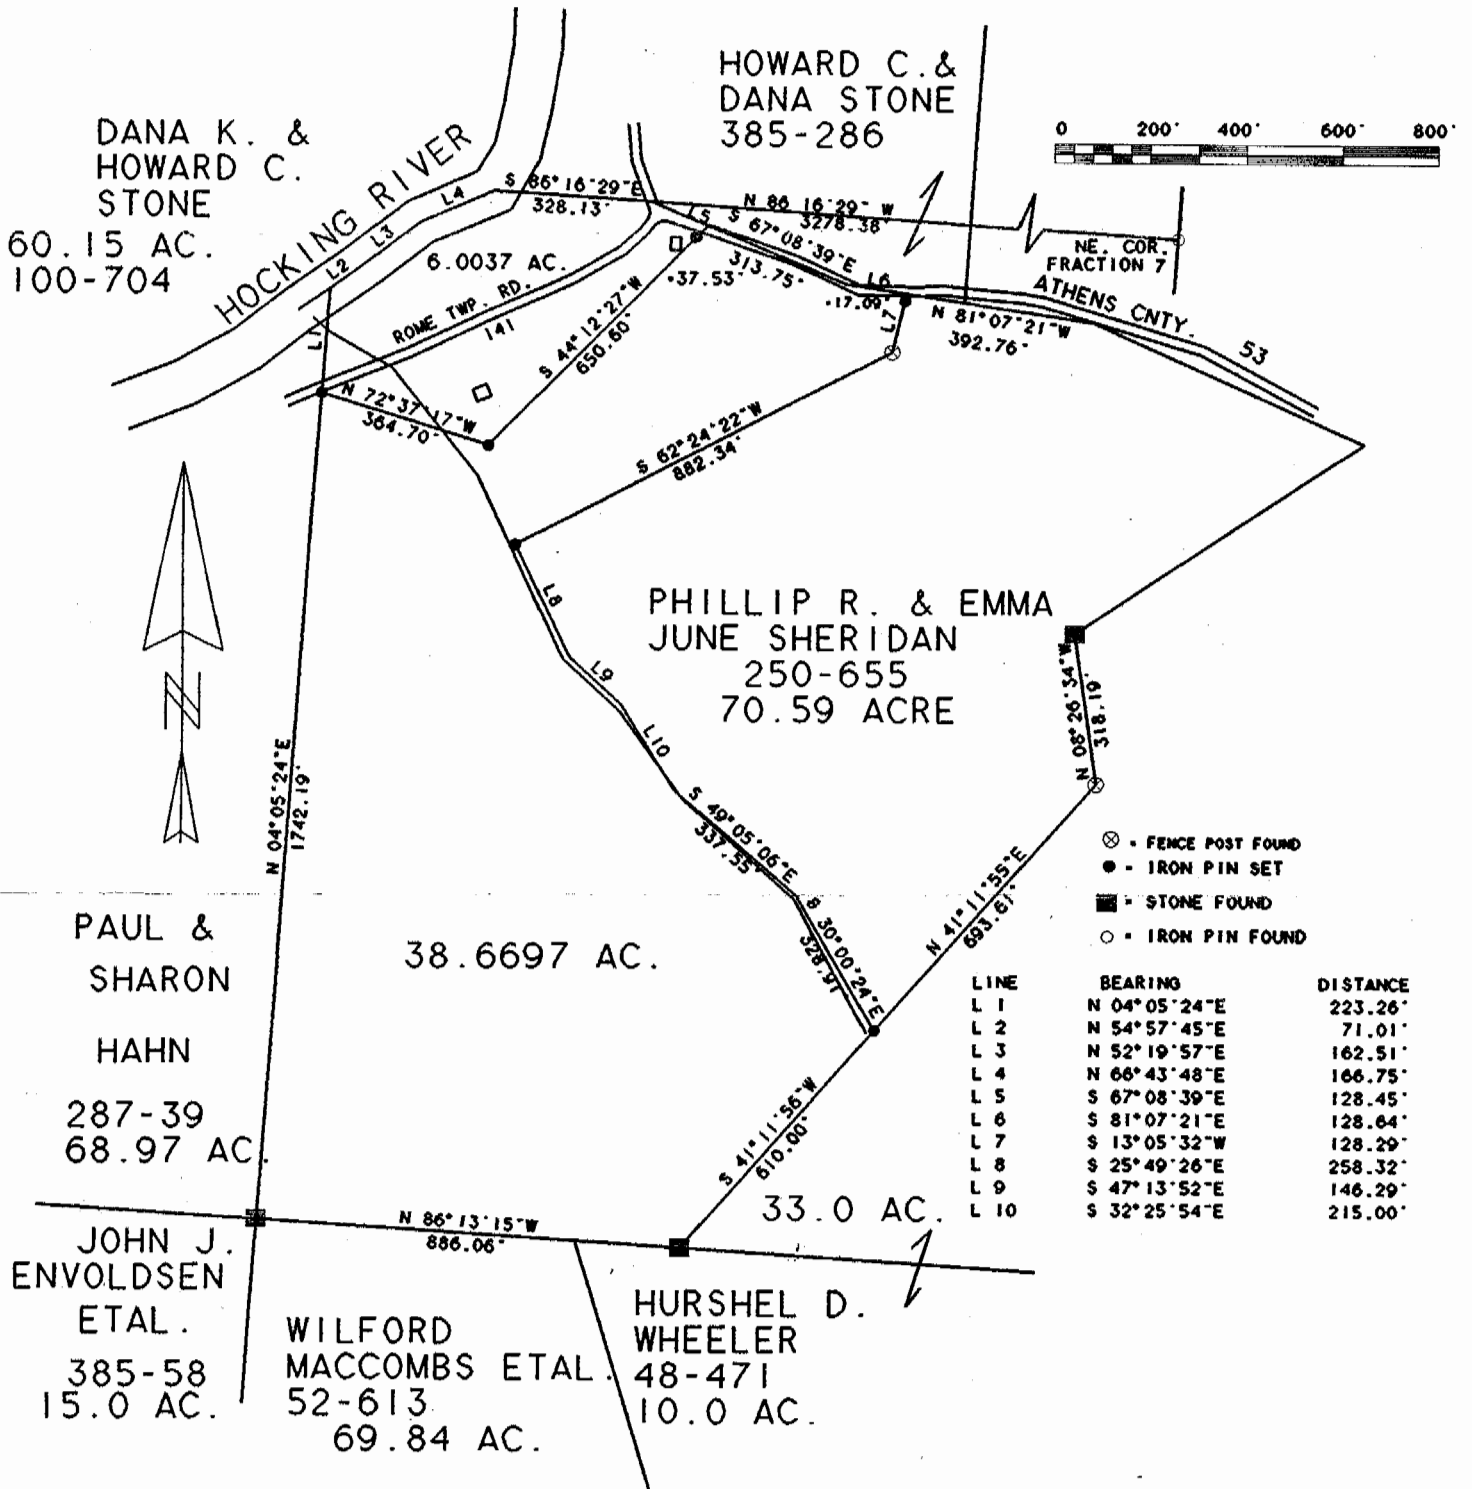 HOWARD C. &
DANA STONE
385-286
0 200' 400' 600' 800'
DANA K. &
HOWARD C.
STONE
60.15 AC.
100-704
HOCKING RIVER
L4
L3
L2
L1
S 86°16'29"E
328.13'
N 86 16'29" W
3278.38'
NE. COR.
FRACTION 7
5
S 67°08'39"E
313.75'
L6
•37.53'
•17.09'
L7
ATHENS CNTY.
53
N 81°07'21"W
392.76'
6.0037 AC.
ROME TWP. RD.
141
S 44°12'27"W
650.60'
N 72°37'17"W
364.70'
S 62°24'22"W
882.34'
N
L8
L9
L10
PHILLIP R. & EMMA
JUNE SHERIDAN
250-655
70.59 ACRE
N 08°26'34"W
318.19'
N 04°05'24"E
1742.19'
S 49°05'06"E
337.55'
S 30°00'24"E
328.91'
N 41°11'55"E
693.61'
- FENCE POST FOUND
- IRON PIN SET
- STONE FOUND
- IRON PIN FOUND
PAUL &
SHARON
HAHN
287-39
68.97 AC.
38.6697 AC.
LINE BEARING DISTANCE
L 1 N 04°05'24"E 223.26'
L 2 N 54°57'45"E 71.01'
L 3 N 52°19'57"E 162.51'
L 4 N 66°43'48"E 166.75'
L 5 S 67°08'39"E 128.45'
L 6 S 81°07'21"E 128.64'
L 7 S 13°05'32"W 128.29'
L 8 S 25°49'26"E 258.32'
L 9 S 47°13'52"E 146.29'
L 10 S 32°25'54"E 215.00'
S 41°11'56"W
610.00'
33.0 AC.
N 86°13'15"W
886.06'
JOHN J.
ENVOLDSEN
ETAL.
385-58
15.0 AC.
WILFORD
MACCOMBS ETAL.
52-613
69.84 AC.
HURSHEL D.
WHEELER
48-471
10.0 AC.